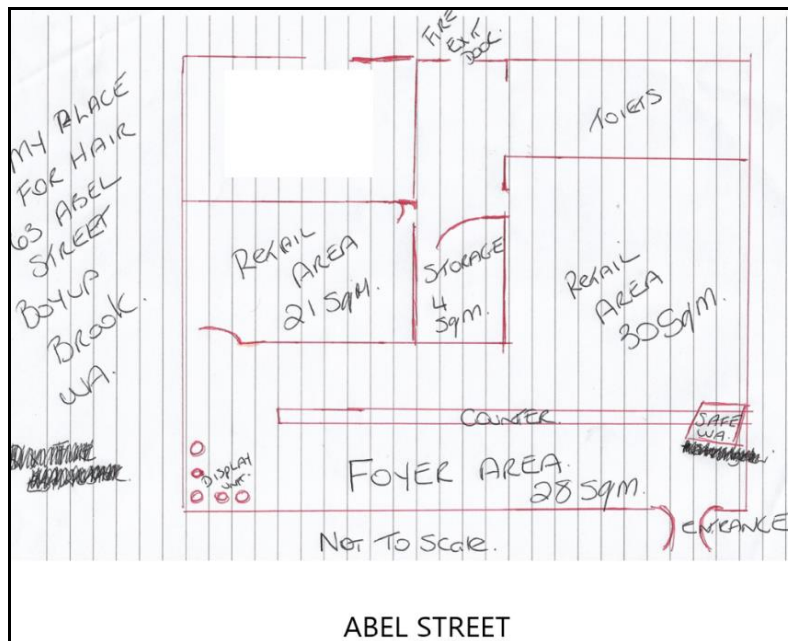 FIRE
EXIT
DOOR.
MY PLACE
FOR HAIR
63 ABEL
STREET
BOYUP
BROOK.
WA.
TOIETS
RETAIL
AREA
21 SqM.
STORAGE
4
Sqm.
RETAIL
AREA
30 SqM.
COUNTER.
SAFE
WA.
DISPLAY
UNIT.
FOYER AREA.
28 Sqm.
ENTRANCE
NOT TO SCALE.
ABEL STREET